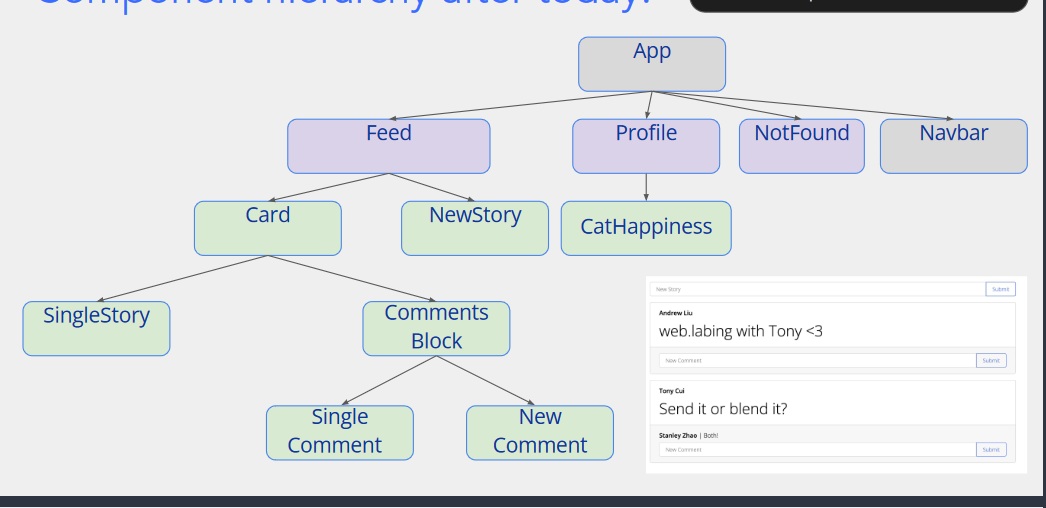 Component hierarchy after today!
App
Feed
Profile
NotFound
Navbar
Card
NewStory
CatHappiness
SingleStory
Comments
Block
Single
Comment
New
Comment
New Story
Submit
Andrew Liu
web.labing with Tony <3
New Comment
Submit
Tony Cui
Send it or blend it?
Stanley Zhao | Both!
New Comment
Submit